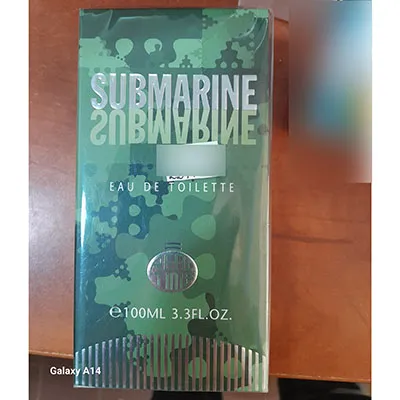 SUBMARINE
SUBMARINE
EAU DE TOILETTE
℮100ML 3.3FL.OZ.
Galaxy A14